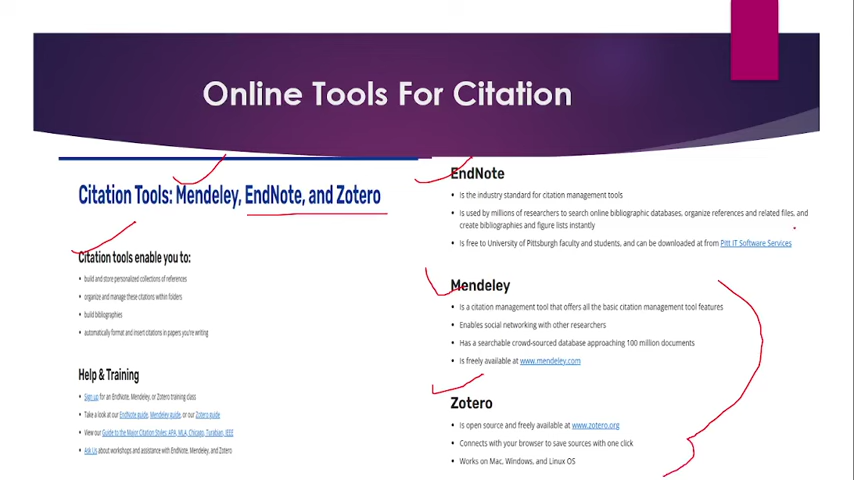 Online Tools For Citation
Citation Tools: Mendeley, EndNote, and Zotero
Citation tools enable you to:
• build and store personalized collections of references
• organize and manage these citations within folders
• build bibliographies
• automatically format and insert citations in papers you're writing
Help & Training
• Sign up for an EndNote, Mendeley, or Zotero training class
• Take a look at our EndNote guide, Mendeley guide, or our Zotero guide
• View our Guide to the Major Citation Styles: APA, MLA, Chicago, Turabian, IEEE
• Ask Us about workshops and assistance with EndNote, Mendeley, and Zotero
EndNote
• Is the industry standard for citation management tools
• Is used by millions of researchers to search online bibliographic databases, organize references and related files, and
create bibliographies and figure lists instantly
• Is free to University of Pittsburgh faculty and students, and can be downloaded at from Pitt IT Software Services
Mendeley
• Is a citation management tool that offers all the basic citation management tool features
• Enables social networking with other researchers
• Has a searchable crowd-sourced database approaching 100 million documents
• Is freely available at www.mendeley.com
Zotero
• Is open source and freely available at www.zotero.org
• Connects with your browser to save sources with one click
• Works on Mac, Windows, and Linux OS